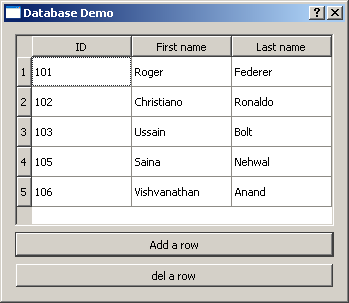 Database Demo
ID First name Last name
1 101 Roger Federer
2 102 Christiano Ronaldo
3 103 Ussain Bolt
4 105 Saina Nehwal
5 106 Vishvanathan Anand
Add a row
del a row